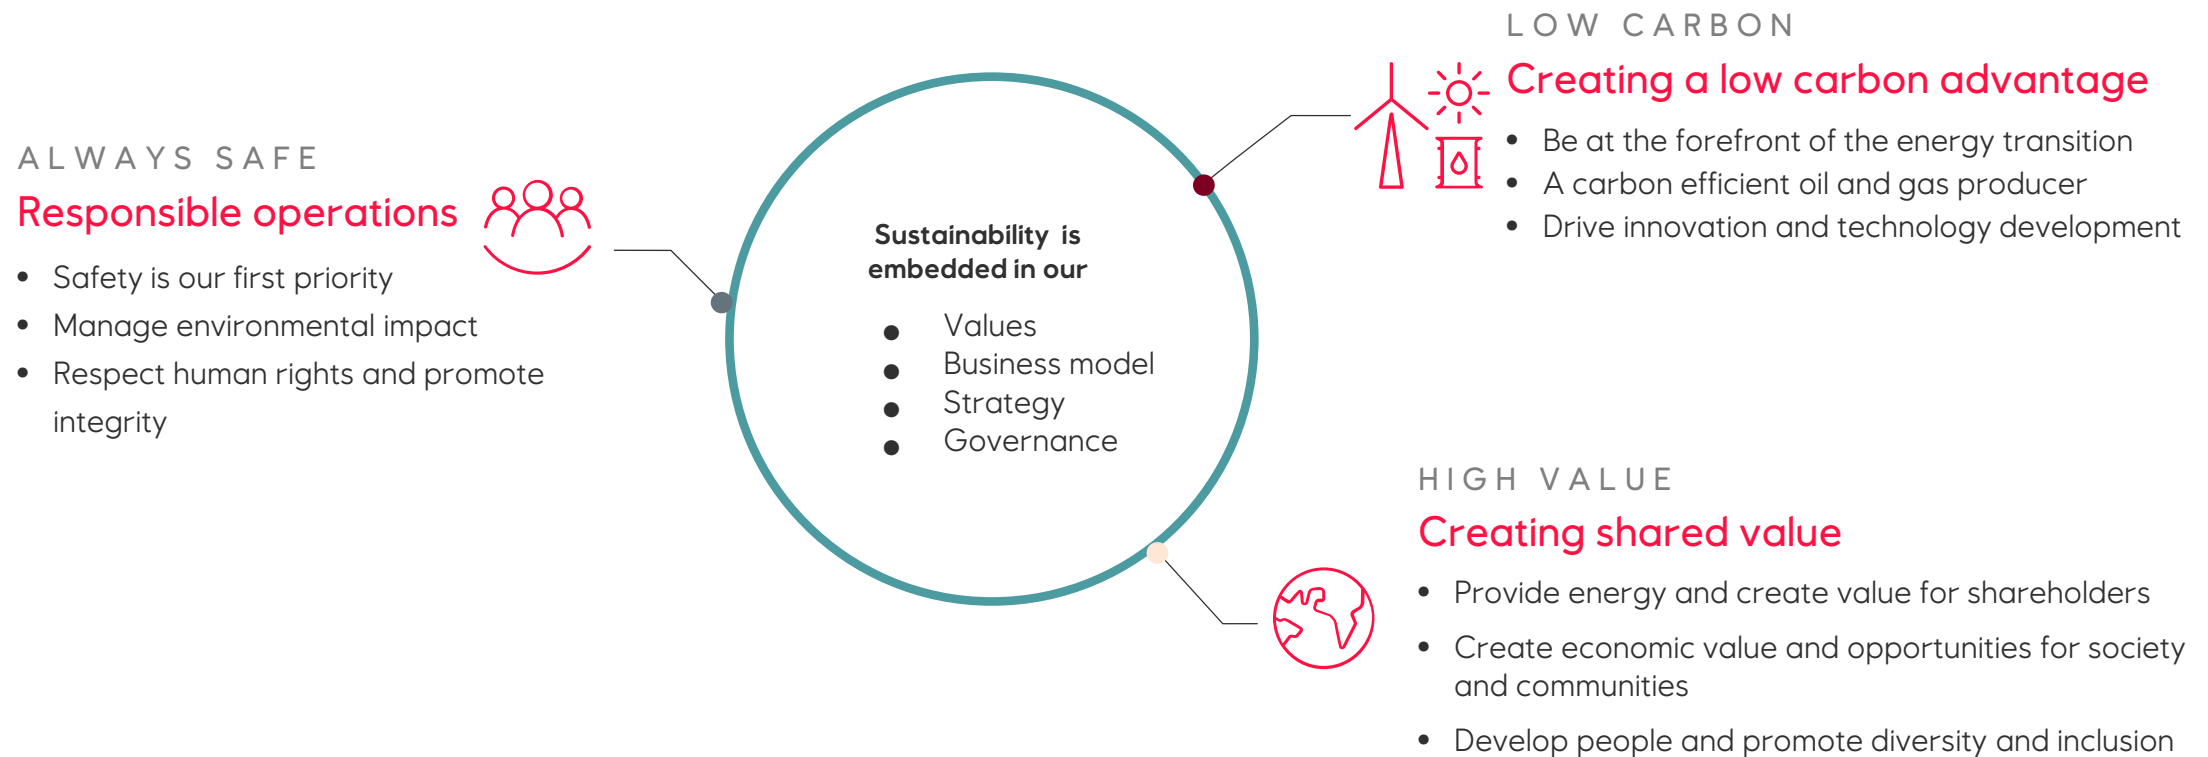 ALWAYS SAFE
Responsible operations
• Safety is our first priority
• Manage environmental impact
• Respect human rights and promote
integrity
Sustainability is
embedded in our
• Values
• Business model
• Strategy
• Governance
LOW CARBON
Creating a low carbon advantage
• Be at the forefront of the energy transition
• A carbon efficient oil and gas producer
• Drive innovation and technology development
HIGH VALUE
Creating shared value
• Provide energy and create value for shareholders
• Create economic value and opportunities for society
and communities
• Develop people and promote diversity and inclusion